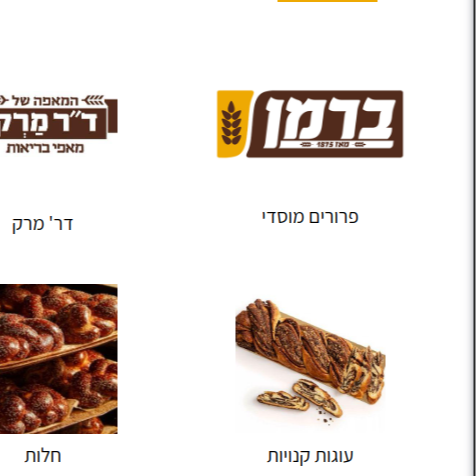 ברמן
מאז 1875
פרורים מוסדי
המאפה של
ד״ר מַרְק
מאפי בריאות
דר' מרק
עוגות קנויות
חלות